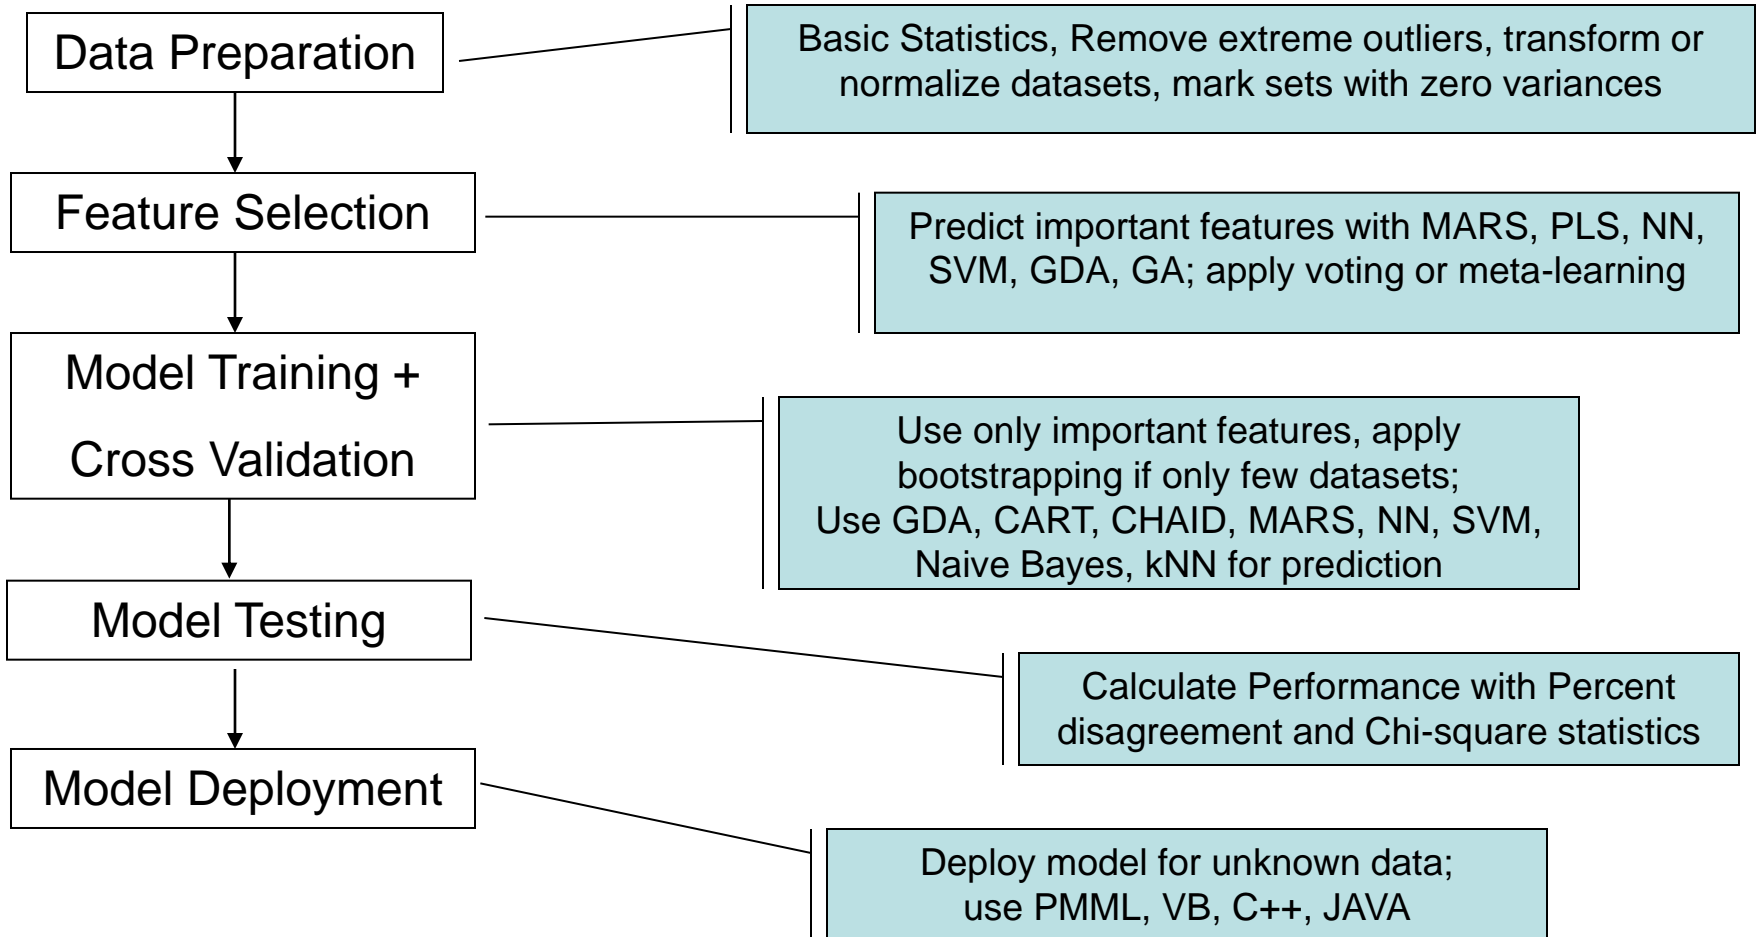 Data Preparation
Basic Statistics, Remove extreme outliers, transform or
normalize datasets, mark sets with zero variances
Feature Selection
Predict important features with MARS, PLS, NN,
SVM, GDA, GA; apply voting or meta-learning
Model Training +
Cross Validation
Use only important features, apply
bootstrapping if only few datasets;
Use GDA, CART, CHAID, MARS, NN, SVM,
Naive Bayes, kNN for prediction
Model Testing
Calculate Performance with Percent
disagreement and Chi-square statistics
Model Deployment
Deploy model for unknown data;
use PMML, VB, C++, JAVA